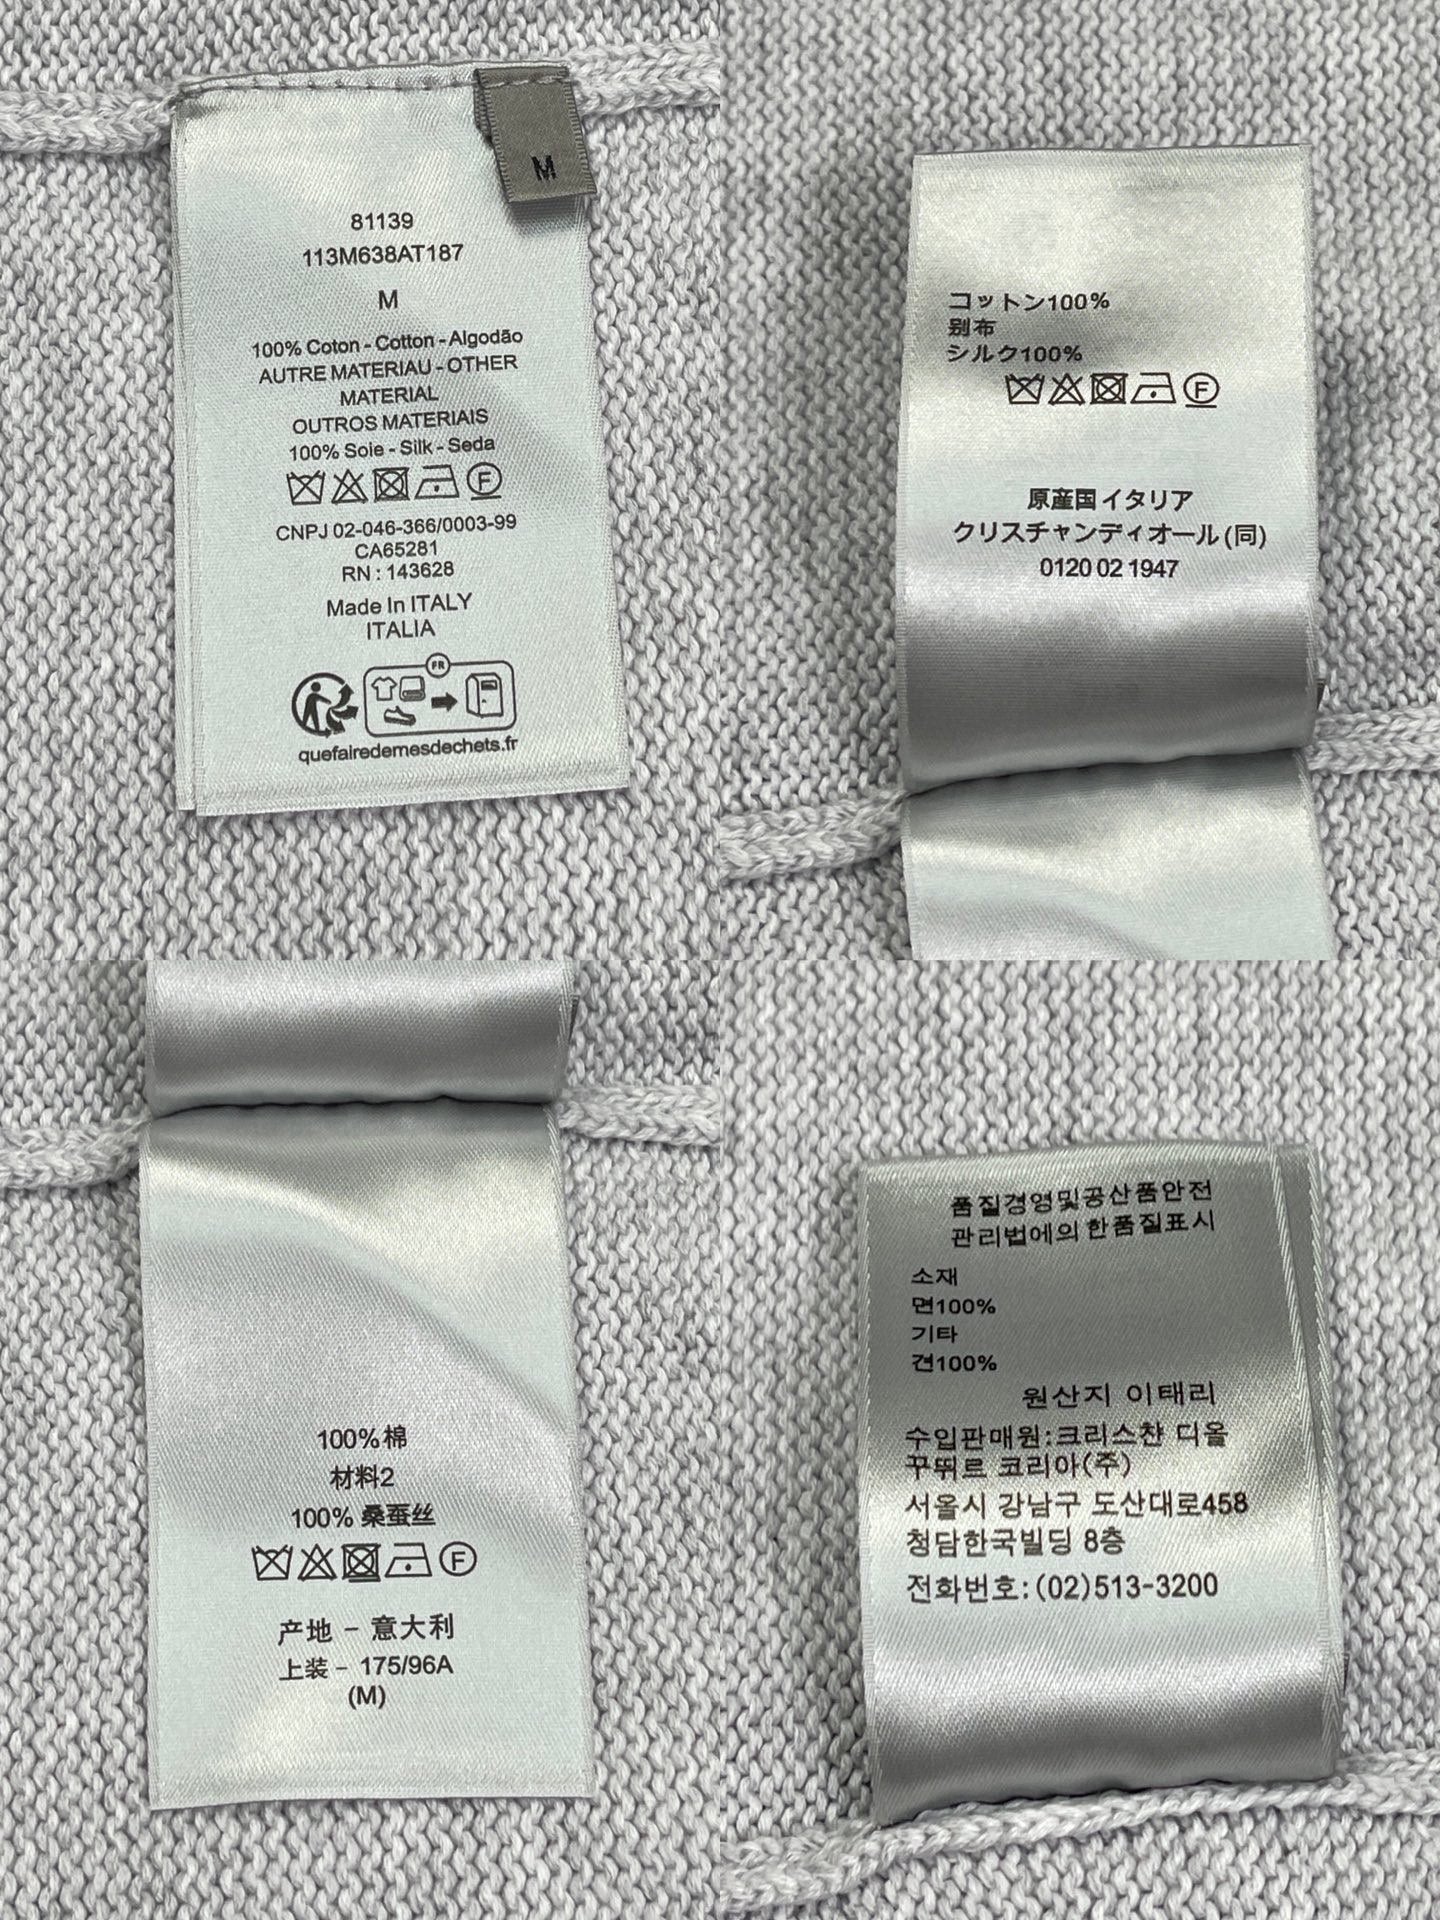 M
81139
113M638AT187
M
100% Coton - Cotton - Algodão
AUTRE MATERIAU - OTHER
MATERIAL
OUTROS MATERIAIS
100% Soie - Silk - Seda
F
CNPJ 02-046-366/0003-99
CA65281
RN : 143628
Made In ITALY
ITALIA
FR
quefairedemesdechets.fr
コットン100%
別布
シルク100%
F
原産国 イタリア
クリスチャンディオール (同)
0120 02 1947
100% 棉
材料2
100% 桑蚕丝
F
产地 - 意大利
上装 - 175/96A
(M)
품질경영및공산품안전
관리법에의한품질표시
소재
면100%
기타
견100%
원산지 이태리
수입판매원:크리스챤 디올
꾸뛰르 코리아(주)
서울시 강남구 도산대로458
청담한국빌딩 8층
전화번호:(02)513-3200